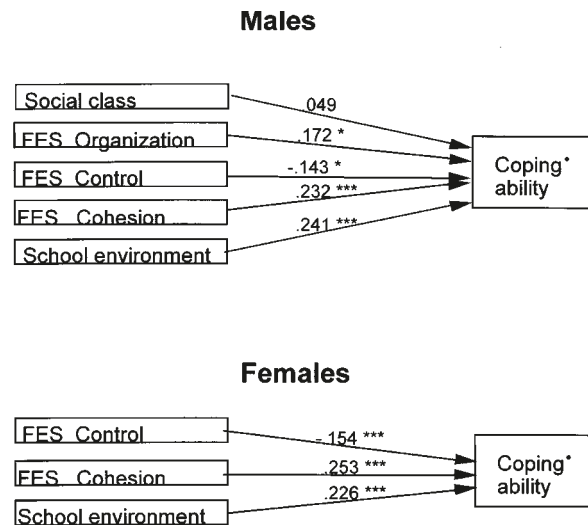 Males
Social class
.049
FES Organization
.172 *
FES Control
-.143 *
FES Cohesion
.232 ***
School environment
.241 ***
Coping*
ability
Females
FES Control
-.154 ***
FES Cohesion
.253 ***
School environment
.226 ***
Coping*
ability